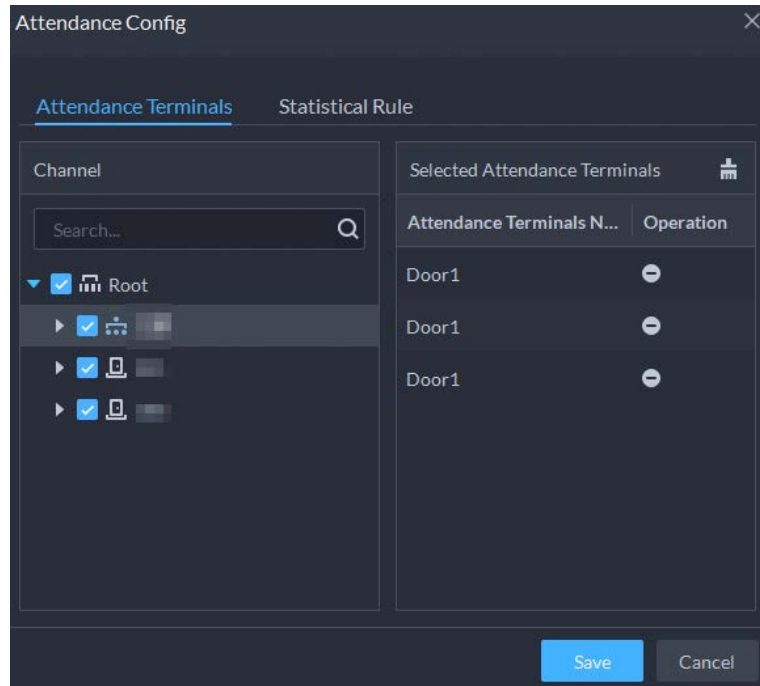 Attendance Config
Attendance Terminals
Statistical Rule
Channel
Search...
Root
Selected Attendance Terminals
Attendance Terminals N...
Operation
Door1
Door1
Door1
Save
Cancel